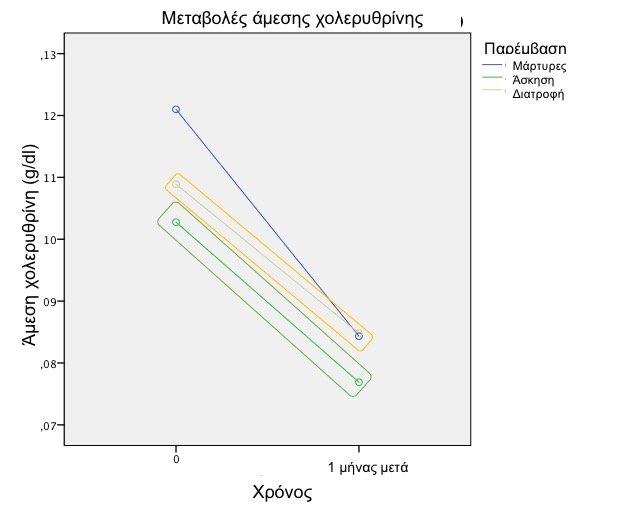 Μεταβολές άμεσης χολερυθρίνης )
Παρέμβαση
Μάρτυρες
Άσκηση
Διατροφή
Άμεση χολερυθρίνη (g/dl)
,13
12
11
10
09
,08
,07
0
1 μήνας μετά
Χρόνος